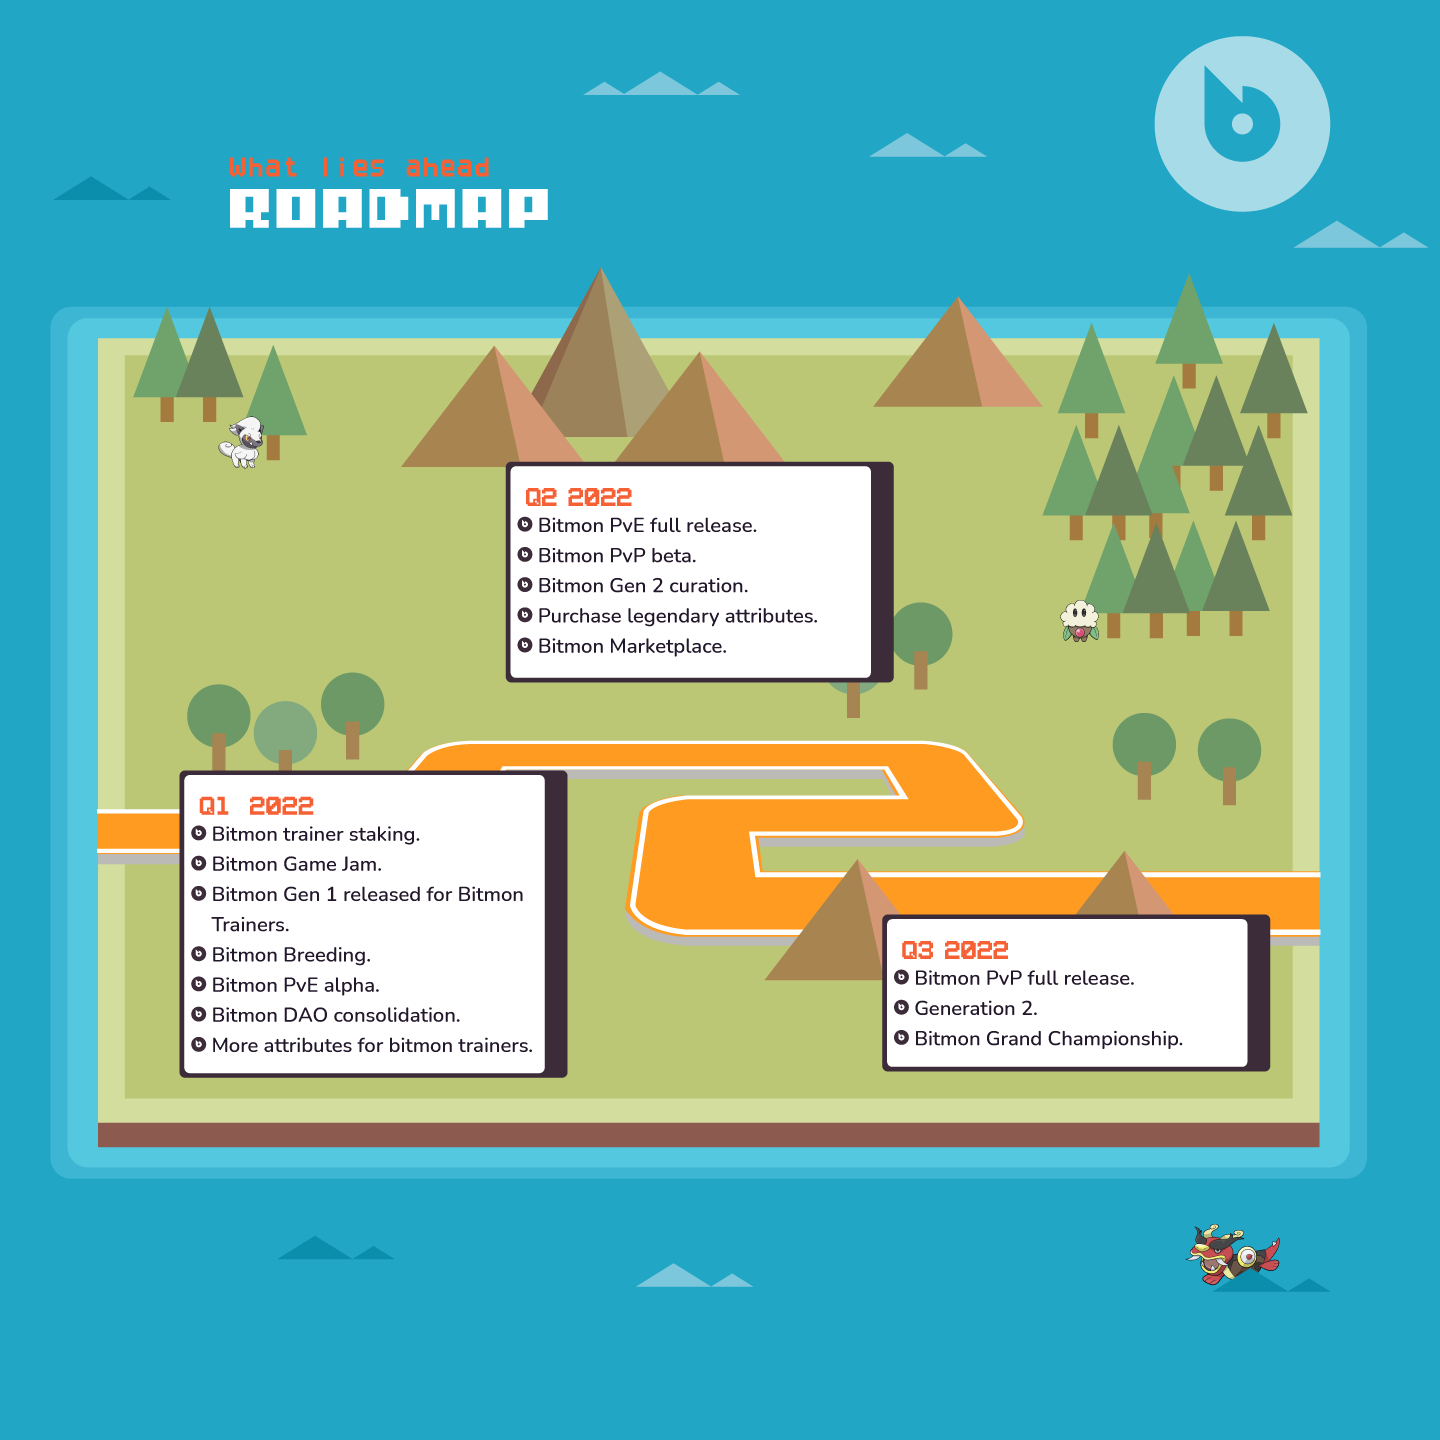 What lies ahead
ROADMAP
Q2 2022
Bitmon PvE full release.
Bitmon PvP beta.
Bitmon Gen 2 curation.
Purchase legendary attributes.
Bitmon Marketplace.
Q1 2022
Bitmon trainer staking.
Bitmon Game Jam.
Bitmon Gen 1 released for Bitmon
Trainers.
Bitmon Breeding.
Bitmon PvE alpha.
Bitmon DAO consolidation.
More attributes for bitmon trainers.
Q3 2022
Bitmon PvP full release.
Generation 2.
Bitmon Grand Championship.